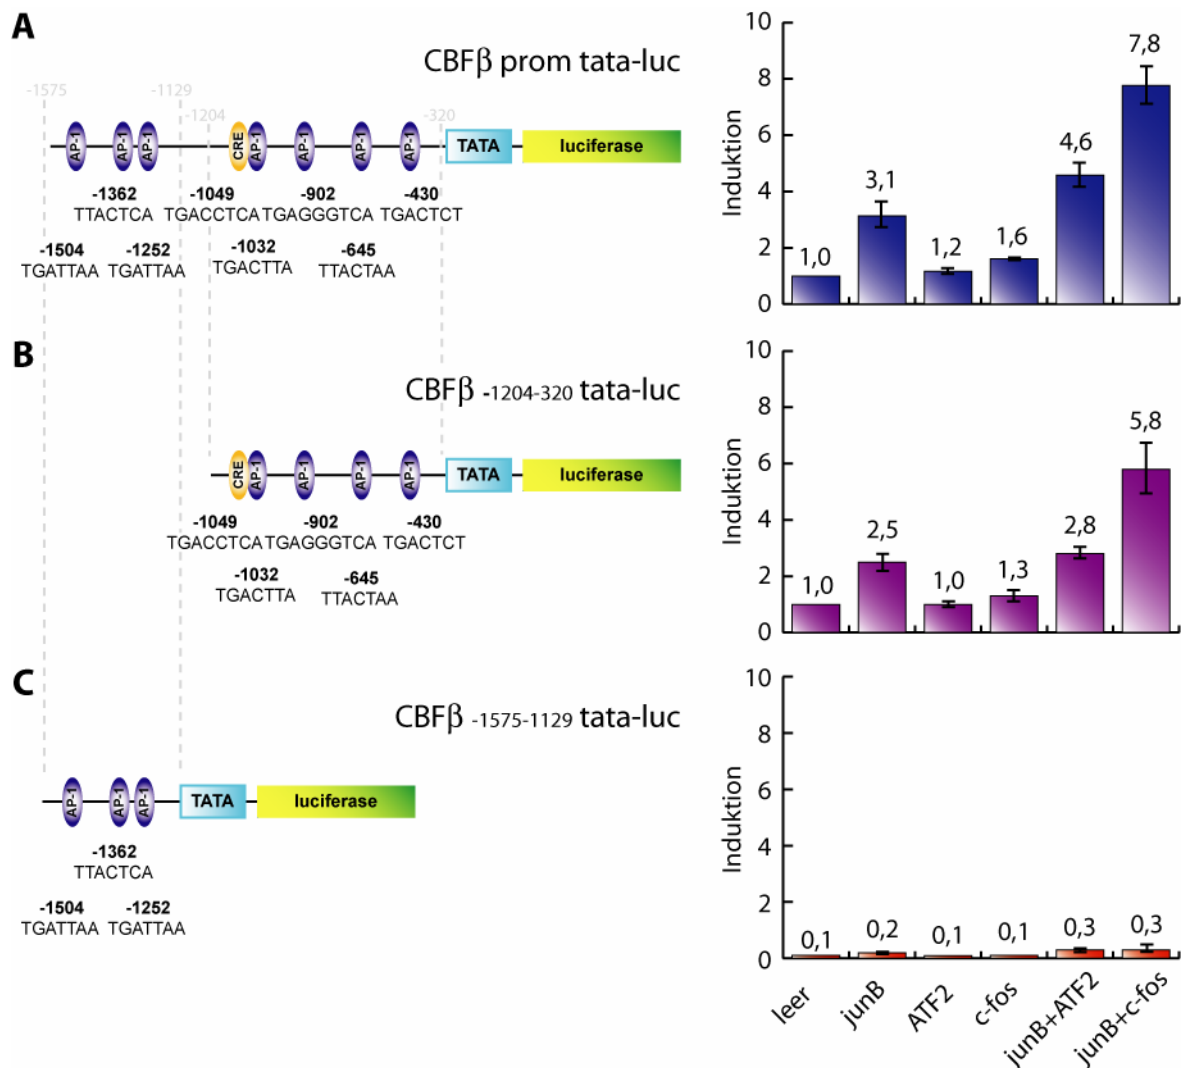 A
CBFβ prom tata-luc
-1575
-1129
-1204
-320
AP-1 AP-1 AP-1 CRE AP-1 AP-1 AP-1 AP-1 TATA luciferase
-1362 -1049 -902 -430
TTACTCA TGACCTCA TGAGGGTCA TGACTCT
-1504 -1252 -1032 -645
TGATTAA TGATTAA TGACTTA TTACTAA
Induktion
10
8
6
4
2
0
1,0 3,1 1,2 1,6 4,6 7,8
B
CBFβ -1204-320 tata-luc
CRE AP-1 AP-1 AP-1 AP-1 TATA luciferase
-1049 -902 -430
TGACCTCA TGAGGGTCA TGACTCT
-1032 -645
TGACTTA TTACTAA
Induktion
10
8
6
4
2
0
1,0 2,5 1,0 1,3 2,8 5,8
C
CBFβ -1575-1129 tata-luc
AP-1 AP-1 AP-1 TATA luciferase
-1362
TTACTCA
-1504 -1252
TGATTAA TGATTAA
Induktion
10
8
6
4
2
0
0,1 0,2 0,1 0,1 0,3 0,3
leer junB ATF2 c-fos junB+ATF2 junB+c-fos